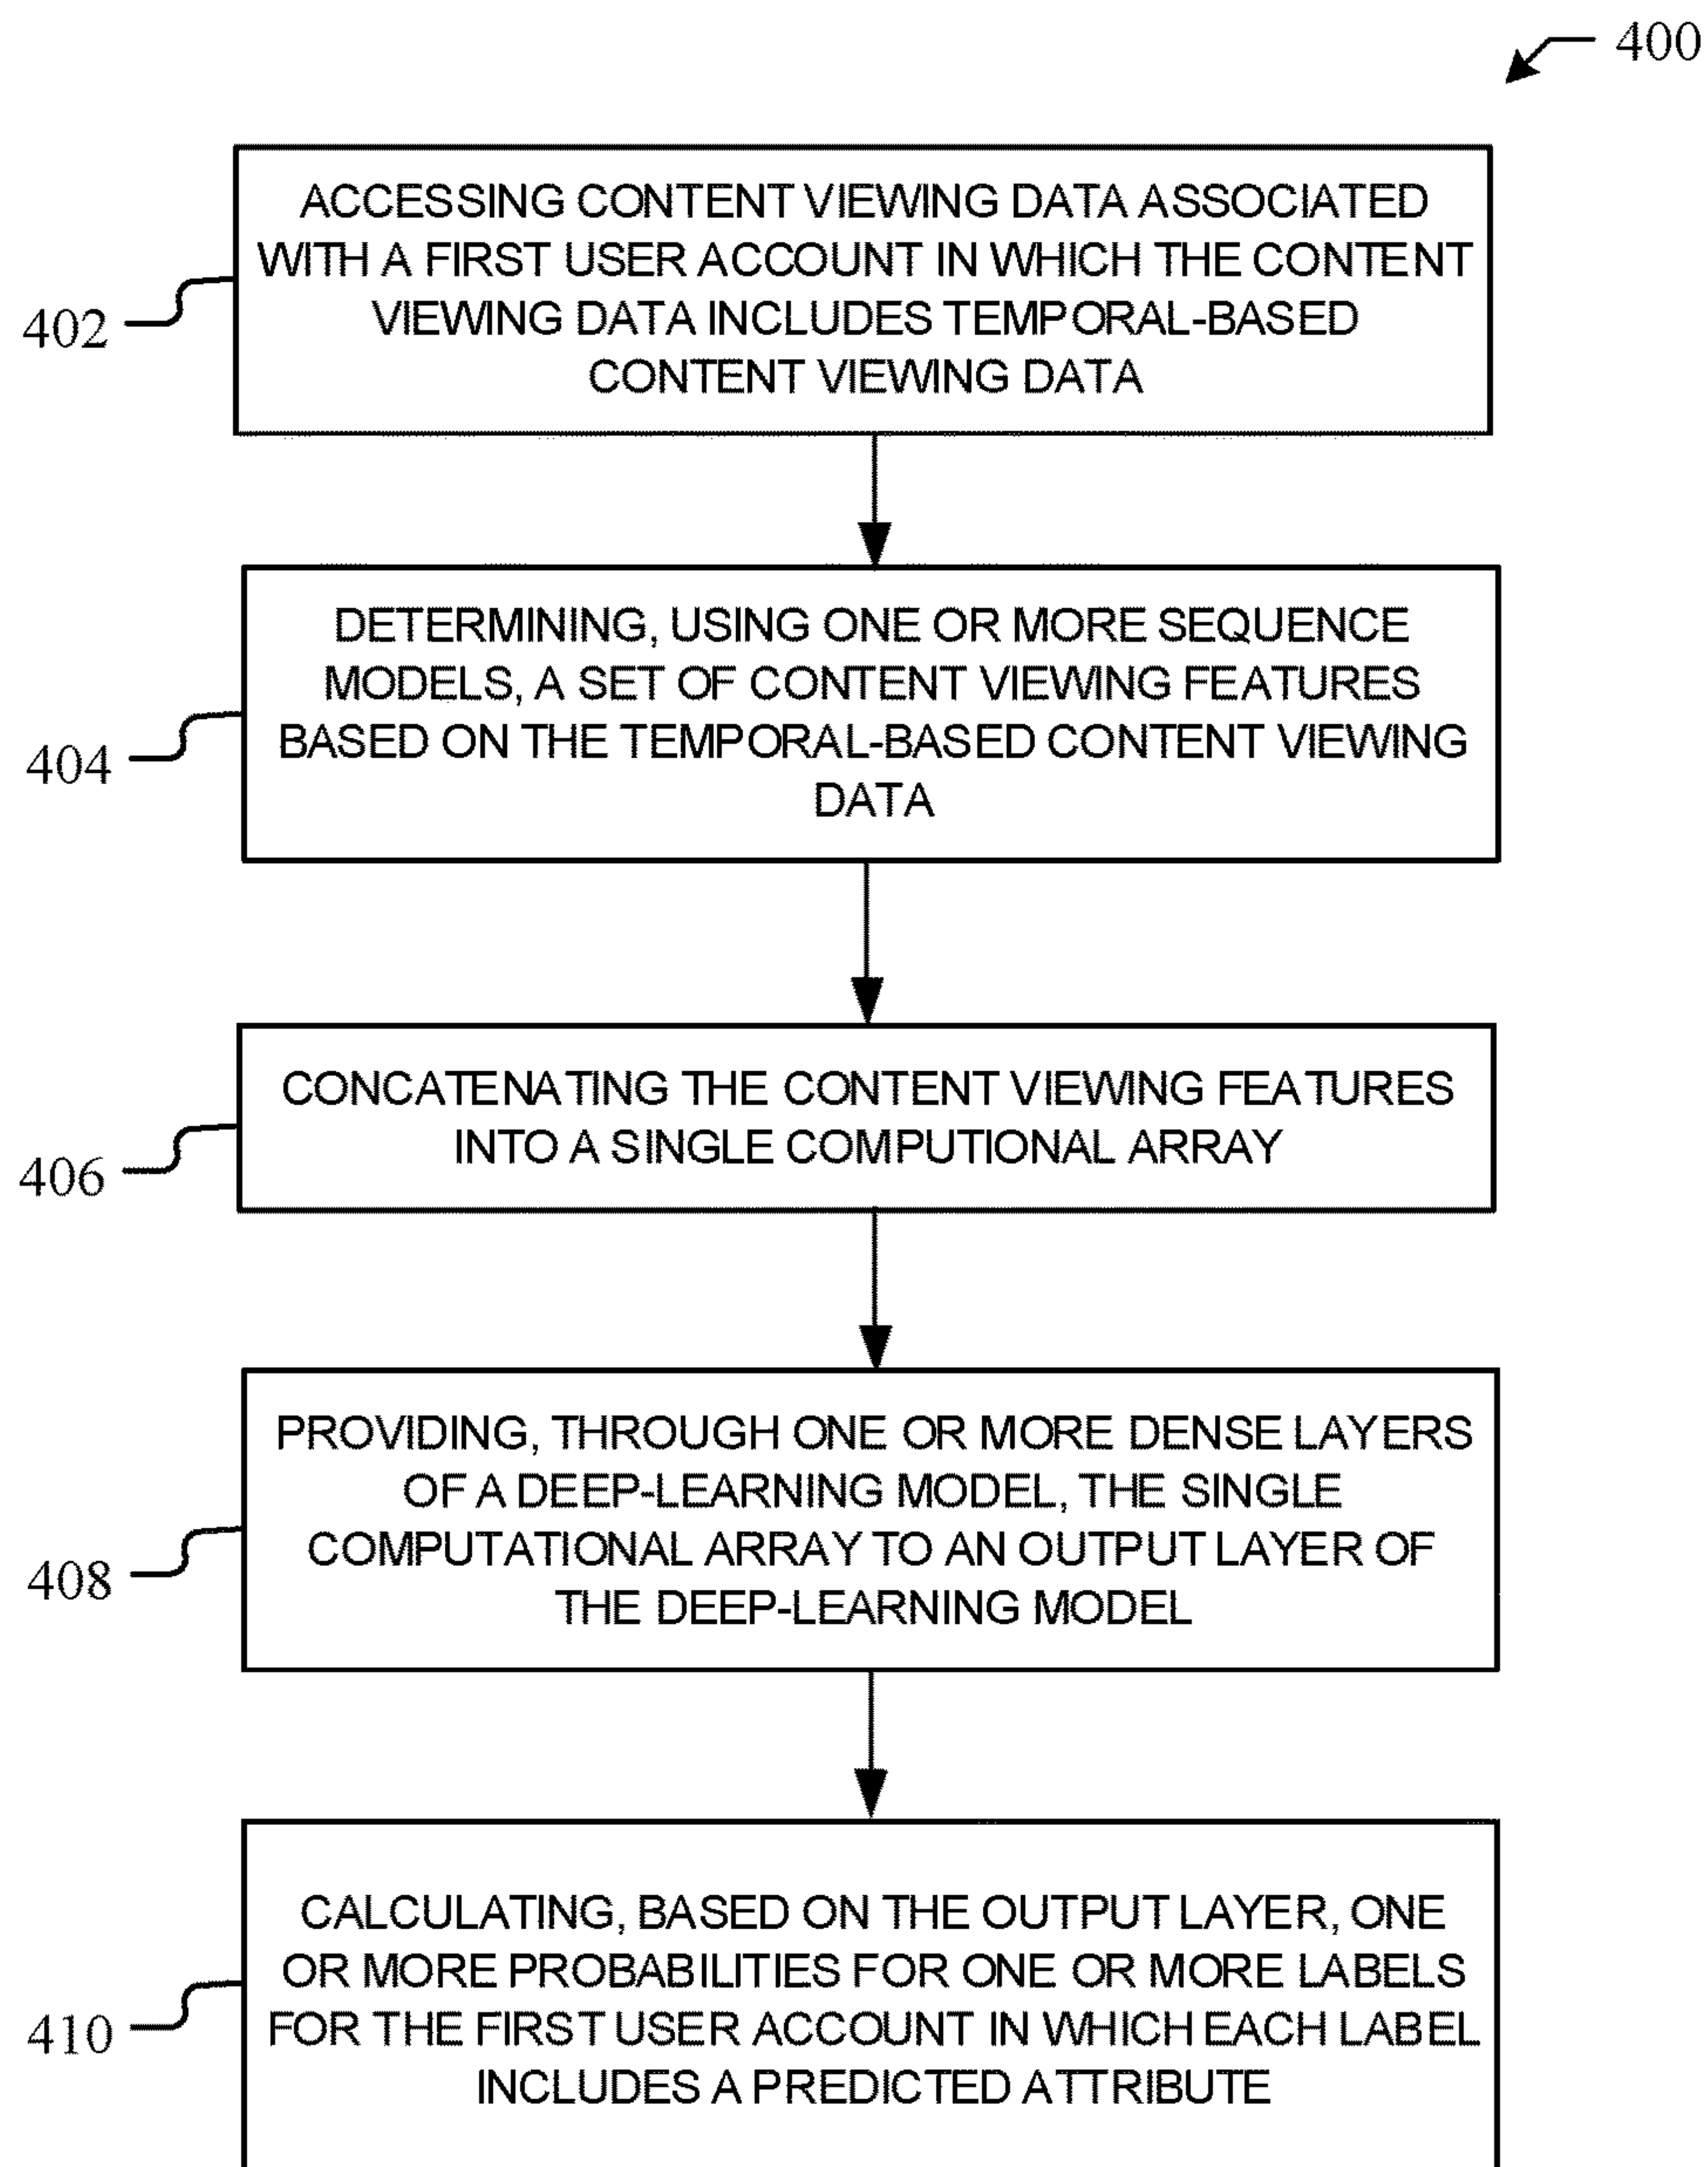 400
402
ACCESSING CONTENT VIEWING DATA ASSOCIATED
WITH A FIRST USER ACCOUNT IN WHICH THE CONTENT
VIEWING DATA INCLUDES TEMPORAL-BASED
CONTENT VIEWING DATA
404
DETERMINING, USING ONE OR MORE SEQUENCE
MODELS, A SET OF CONTENT VIEWING FEATURES
BASED ON THE TEMPORAL-BASED CONTENT VIEWING
DATA
406
CONCATENATING THE CONTENT VIEWING FEATURES
INTO A SINGLE COMPUTIONAL ARRAY
408
PROVIDING, THROUGH ONE OR MORE DENSE LAYERS
OF A DEEP-LEARNING MODEL, THE SINGLE
COMPUTATIONAL ARRAY TO AN OUTPUT LAYER OF
THE DEEP-LEARNING MODEL
410
CALCULATING, BASED ON THE OUTPUT LAYER, ONE
OR MORE PROBABILITIES FOR ONE OR MORE LABELS
FOR THE FIRST USER ACCOUNT IN WHICH EACH LABEL
INCLUDES A PREDICTED ATTRIBUTE